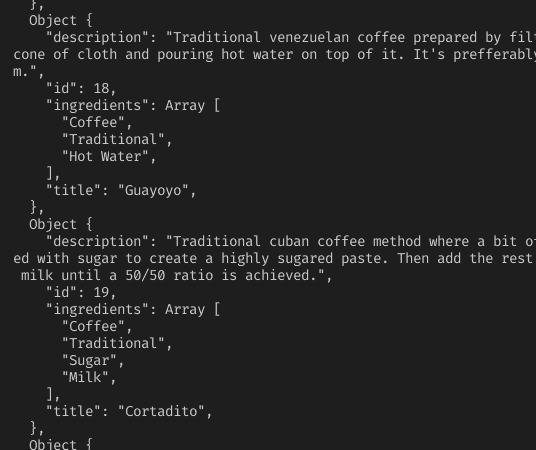 },
Object {
"description": "Traditional venezuelan coffee prepared by filt
cone of cloth and pouring hot water on top of it. It's prefferably
m.",
"id": 18,
"ingredients": Array [
"Coffee",
"Traditional",
"Hot Water",
],
"title": "Guayoyo",
},
Object {
"description": "Traditional cuban coffee method where a bit of
ed with sugar to create a highly sugared paste. Then add the rest
milk until a 50/50 ratio is achieved.",
"id": 19,
"ingredients": Array [
"Coffee",
"Traditional",
"Sugar",
"Milk",
],
"title": "Cortadito",
},
Object {